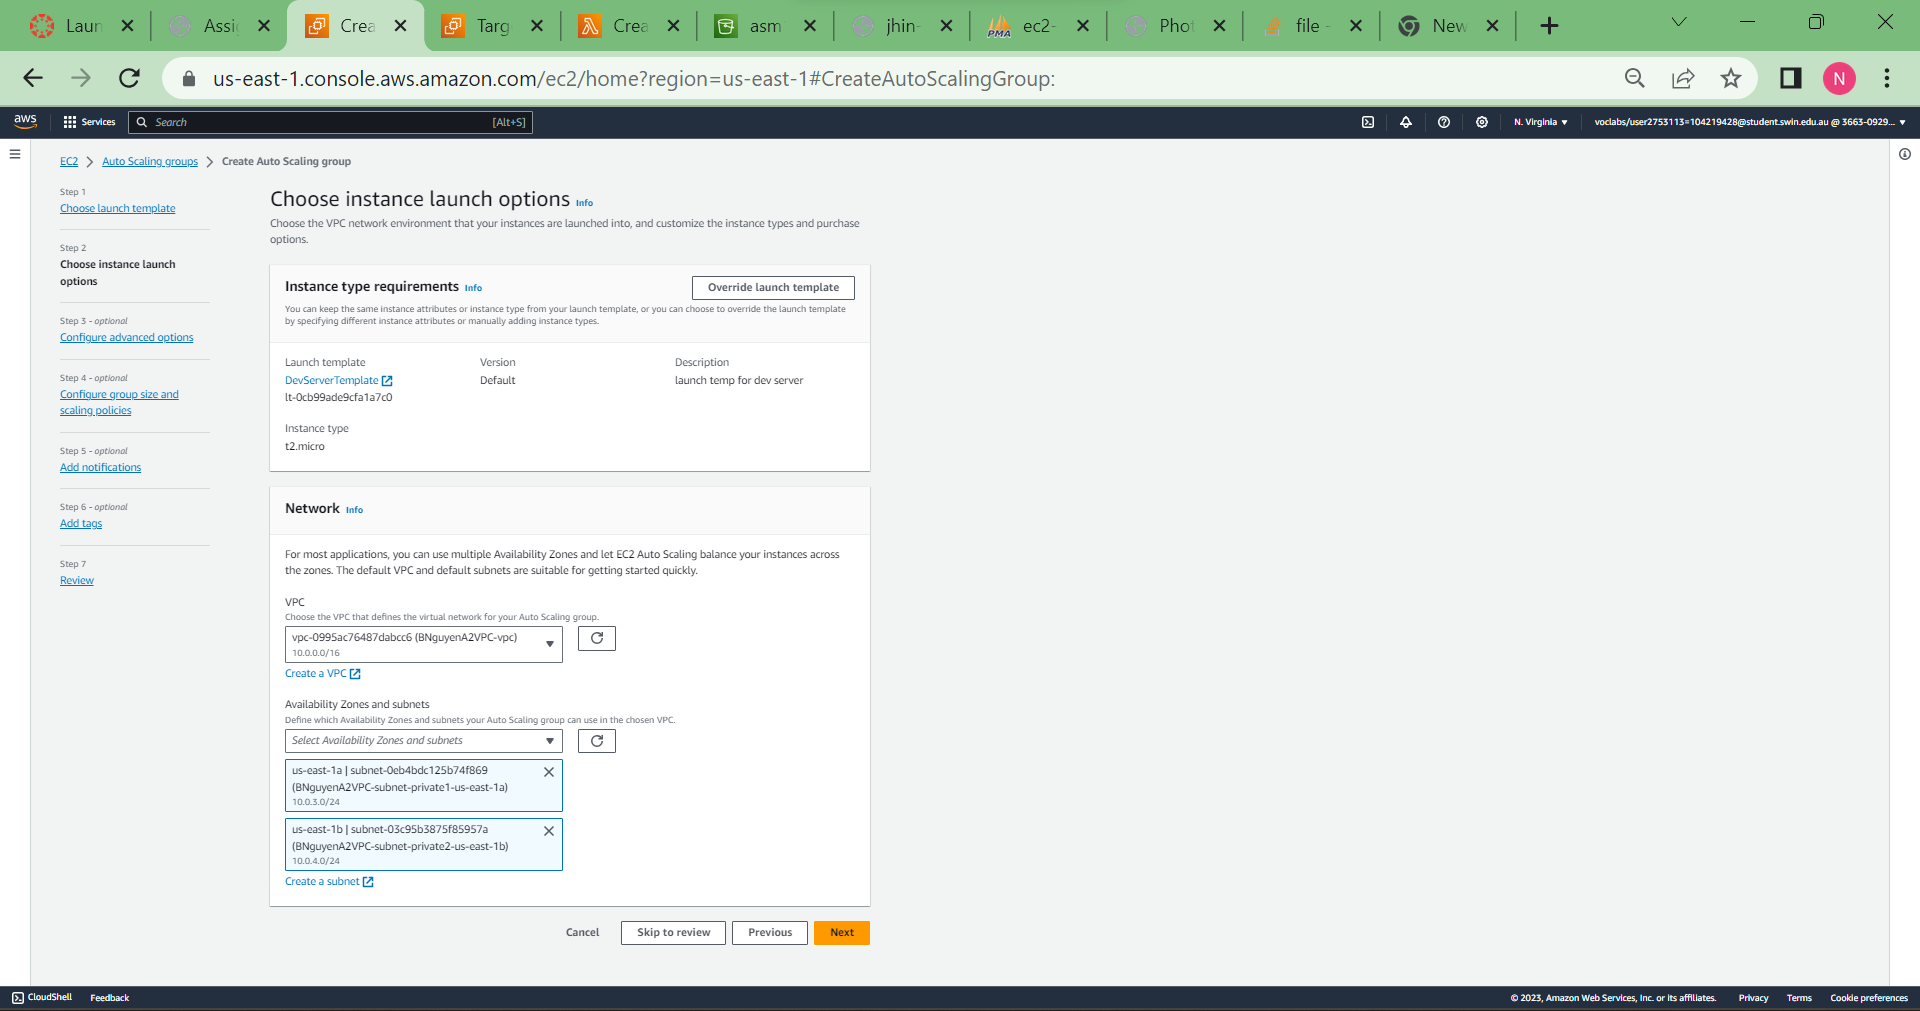 Laun
Assi
Crea
Targ
Crea
asm
jhin-
PMA
ec2-
Phot
file -
New
us-east-1.console.aws.amazon.com/ec2/home?region=us-east-1#CreateAutoScalingGroup:
N
aws
Services
Search
[Alt+S]
N. Virginia
voclabs/user2753113=104219428@student.swin.edu.au @ 3663-0929...
EC2
Auto Scaling groups
Create Auto Scaling group
Step 1
Choose launch template
Step 2
Choose instance launch
options
Step 3 - optional
Configure advanced options
Step 4 - optional
Configure group size and
scaling policies
Step 5 - optional
Add notifications
Step 6 - optional
Add tags
Step 7
Review
Choose instance launch options Info
Choose the VPC network environment that your instances are launched into, and customize the instance types and purchase
options.
Instance type requirements Info
Override launch template
You can keep the same instance attributes or instance type from your launch template, or you can choose to override the launch template
by specifying different instance attributes or manually adding instance types.
Launch template
DevServerTemplate
lt-0cb99ade9cfa1a7c0
Version
Default
Description
launch temp for dev server
Instance type
t2.micro
Network Info
For most applications, you can use multiple Availability Zones and let EC2 Auto Scaling balance your instances across
the zones. The default VPC and default subnets are suitable for getting started quickly.
VPC
Choose the VPC that defines the virtual network for your Auto Scaling group.
vpc-0995ac76487dabcc6 (BNguyenA2VPC-vpc)
10.0.0.0/16
Create a VPC
Availability Zones and subnets
Define which Availability Zones and subnets your Auto Scaling group can use in the chosen VPC.
Select Availability Zones and subnets
us-east-1a | subnet-0eb4bdc125b74f869
(BNguyenA2VPC-subnet-private1-us-east-1a)
10.0.3.0/24
us-east-1b | subnet-03c95b3875f85957a
(BNguyenA2VPC-subnet-private2-us-east-1b)
10.0.4.0/24
Create a subnet
Cancel
Skip to review
Previous
Next
CloudShell
Feedback
© 2023, Amazon Web Services, Inc. or its affiliates.
Privacy
Terms
Cookie preferences